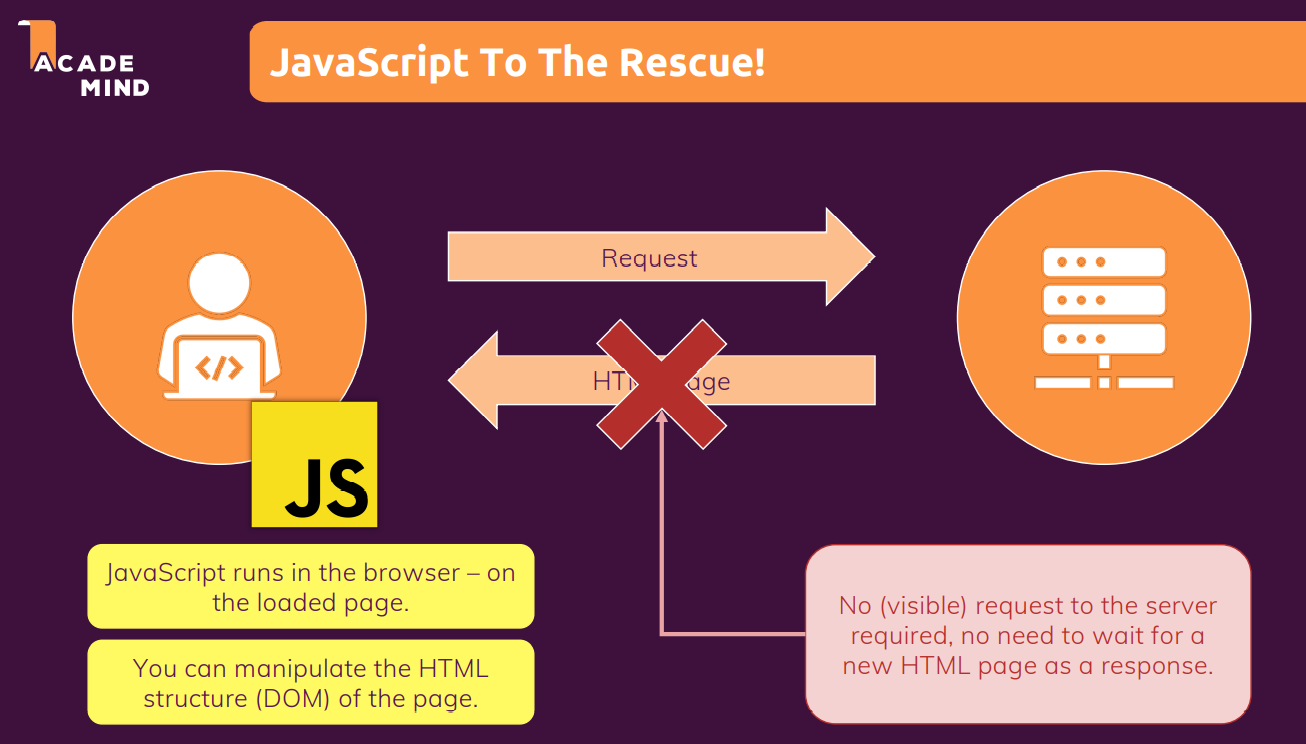 ACADE
MIND
JavaScript To The Rescue!
Request
HT age
</>
JS
JavaScript runs in the browser – on
the loaded page.
You can manipulate the HTML
structure (DOM) of the page.
No (visible) request to the server
required, no need to wait for a
new HTML page as a response.